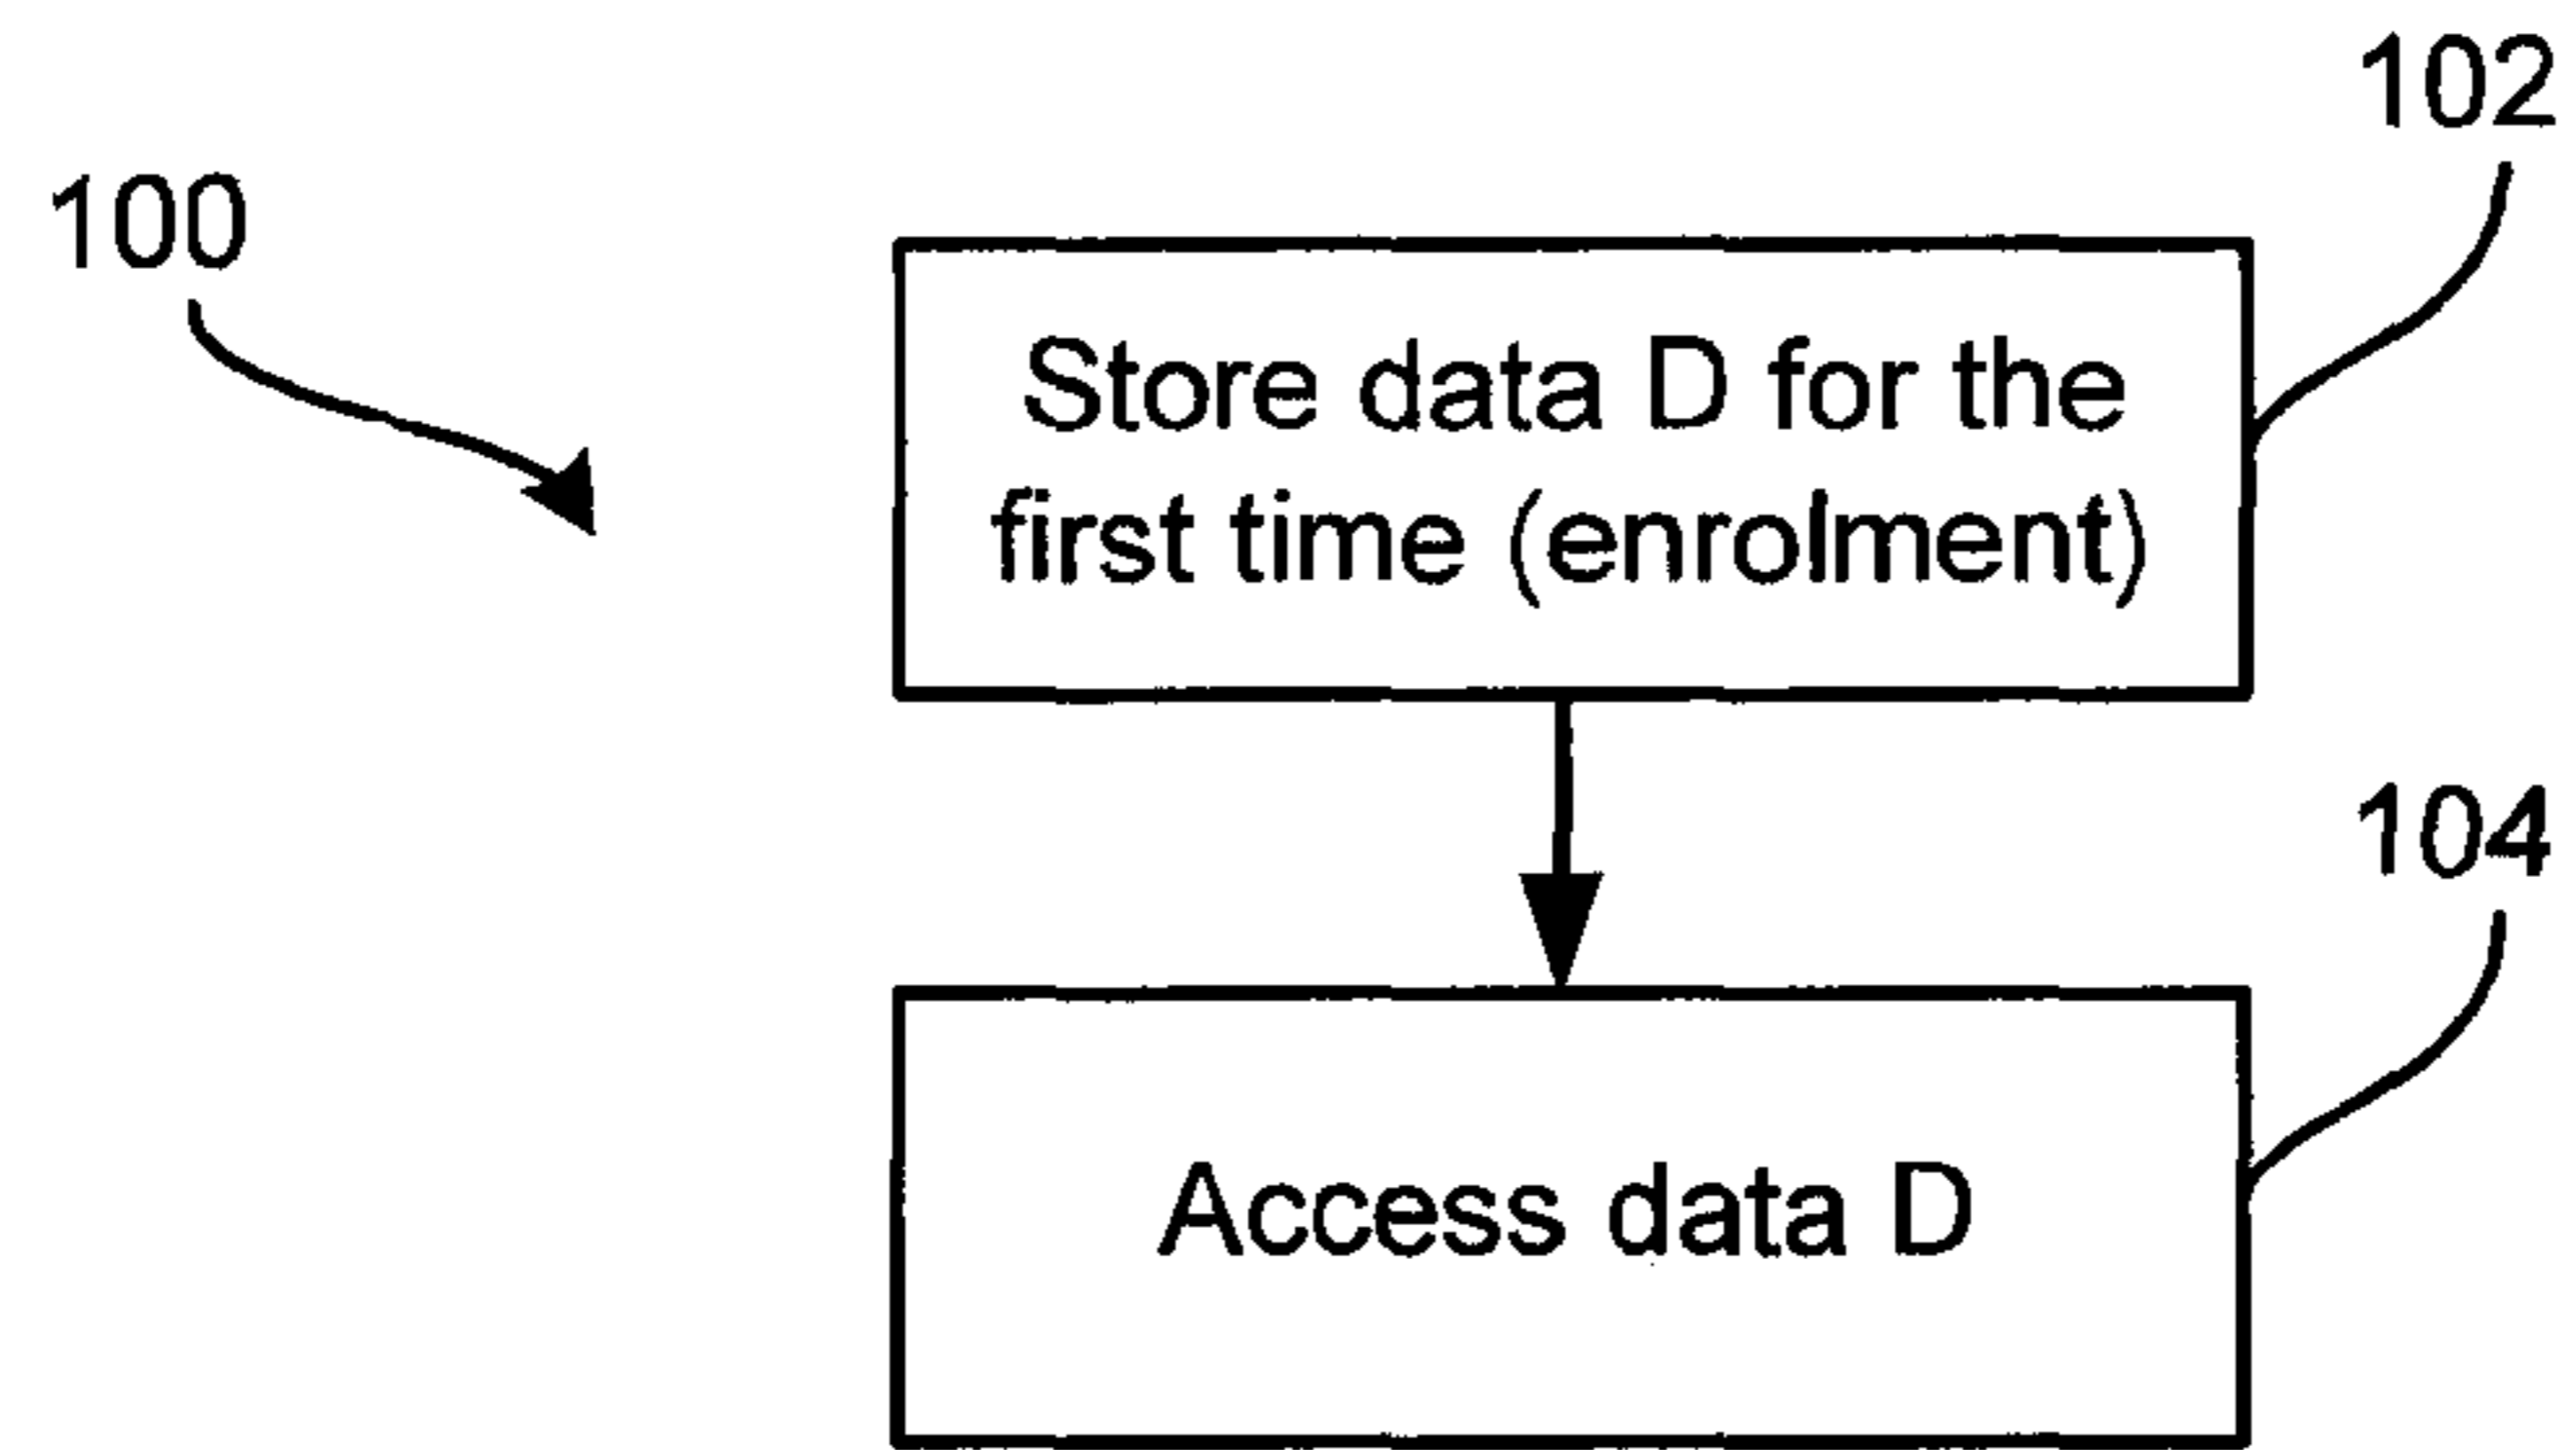 102
100
Store data D for the
first time (enrolment)
104
Access data D